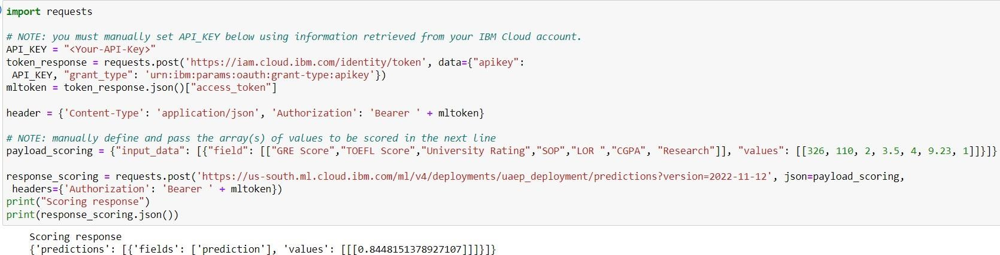 import requests
# NOTE: you must manually set API_KEY below using information retrieved from your IBM Cloud account.
API_KEY = "<Your-API-Key>"
token_response = requests.post('https://iam.cloud.ibm.com/identity/token', data={"apikey":
 API_KEY, "grant_type": 'urn:ibm:params:oauth:grant-type:apikey'})
mltoken = token_response.json()["access_token"]
header = {'Content-Type': 'application/json', 'Authorization': 'Bearer ' + mltoken}
# NOTE: manually define and pass the array(s) of values to be scored in the next line
payload_scoring = {"input_data": [{"field": [["GRE Score","TOEFL Score","University Rating","SOP","LOR ","CGPA", "Research"]], "values": [[326, 110, 2, 3.5, 4, 9.23, 1]]}]}
response_scoring = requests.post('https://us-south.ml.cloud.ibm.com/ml/v4/deployments/uaep_deployment/predictions?version=2022-11-12', json=payload_scoring,
 headers={'Authorization': 'Bearer ' + mltoken})
print("Scoring response")
print(response_scoring.json())
Scoring response
{'predictions': [{'fields': ['prediction'], 'values': [[[0.8448151378927107]]]}]}